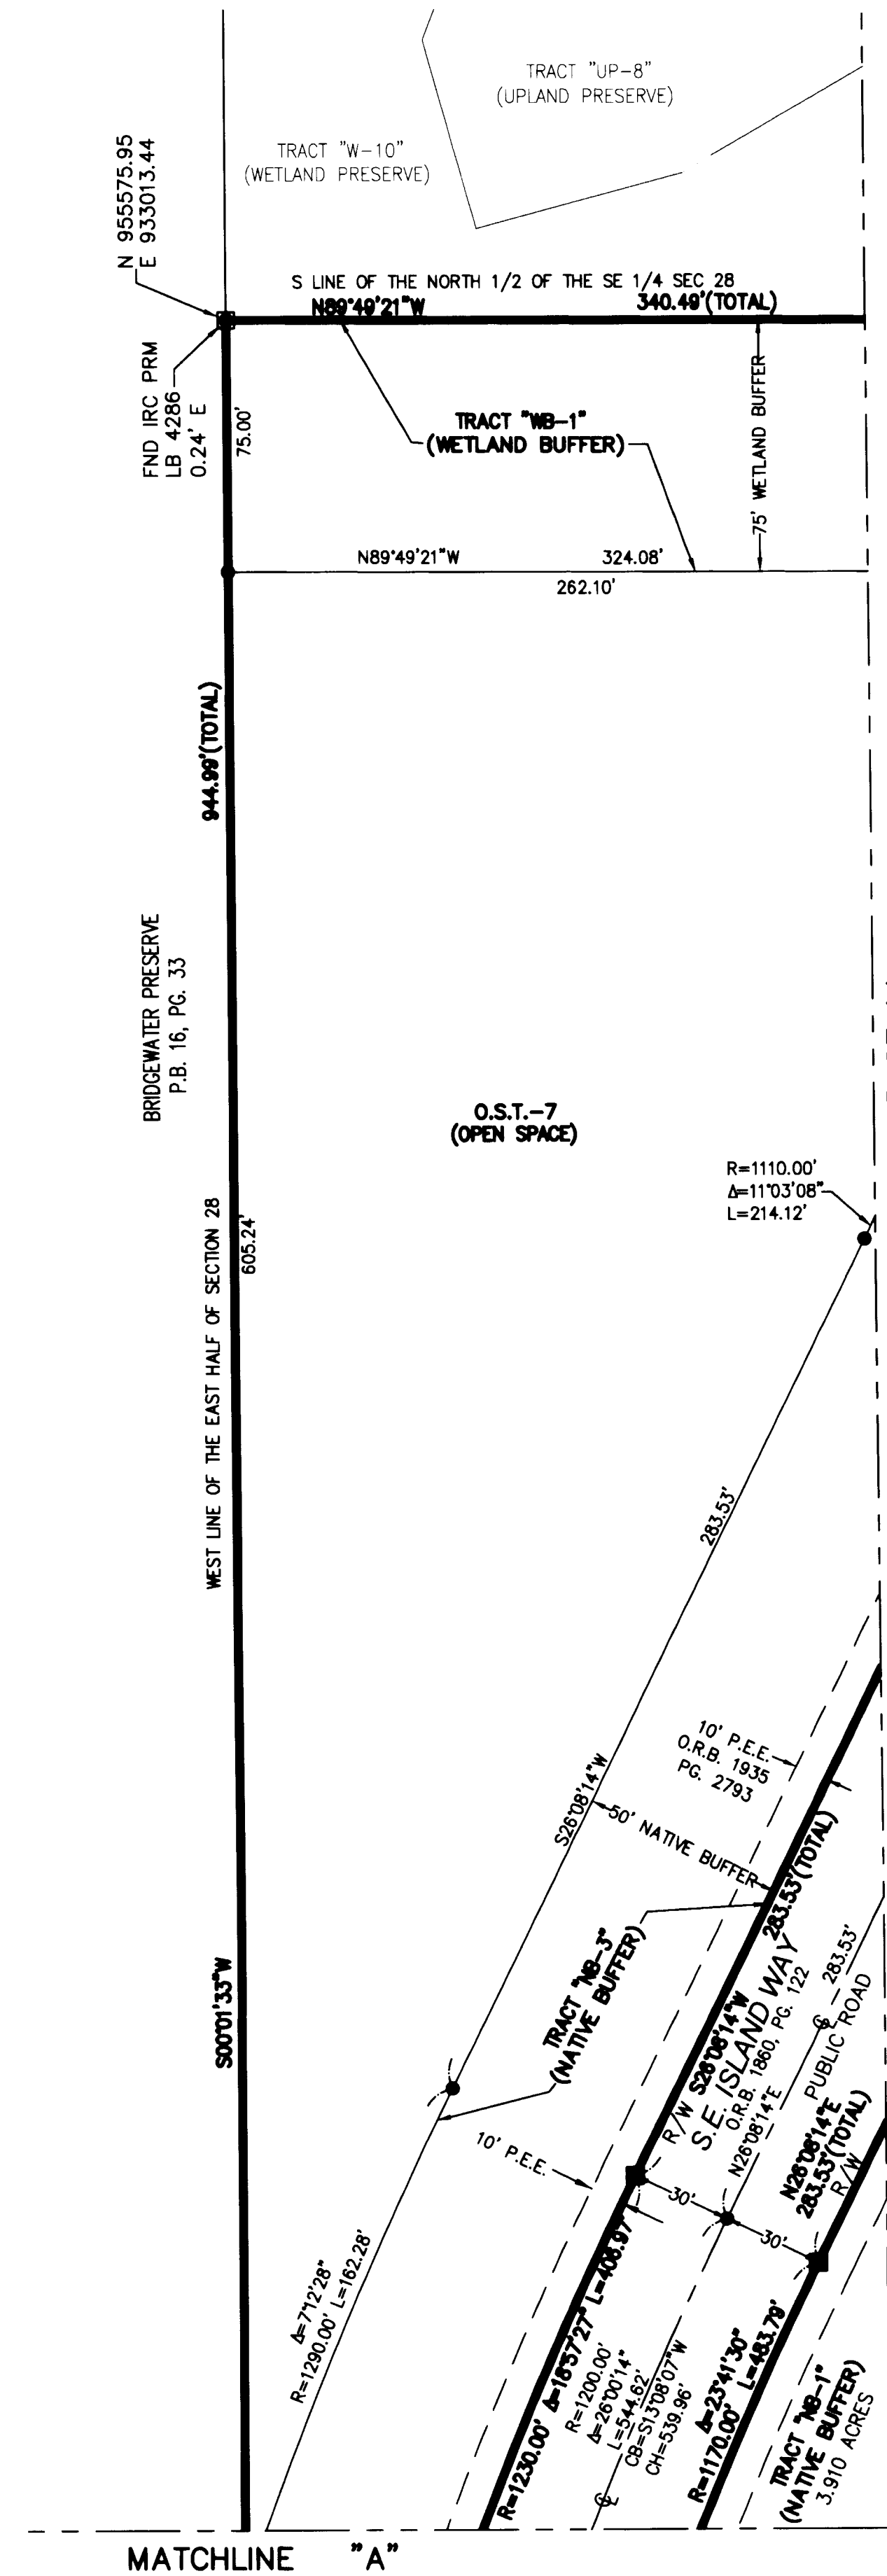 TRACT "UP-8"
(UPLAND PRESERVE)
TRACT "W-10"
(WETLAND PRESERVE)
N 955575.95
E 933013.44
S LINE OF THE NORTH 1/2 OF THE SE 1/4 SEC 28
N89°49'21"W 340.49'(TOTAL)
FND IRC PRM
LB 4286
0.24' E
75.00'
TRACT "WB-1"
(WETLAND BUFFER)
75' WETLAND BUFFER
N89°49'21"W 324.08'
262.10'
944.99'(TOTAL)
BRIDGEWATER PRESERVE
P.B. 16, PG. 33
O.S.T.-7
(OPEN SPACE)
R=1110.00'
Δ=11°03'08"
L=214.12'
WEST LINE OF THE EAST HALF OF SECTION 28
605.24'
283.53'
S26°08'14"W
10' P.E.E.
O.R.B. 1935
PG. 2793
50' NATIVE BUFFER
283.53'(TOTAL)
TRACT "NB-3"
(NATIVE BUFFER)
S00°01'33"W
R/W S26°08'14"W
S.E. ISLAND WAY
O.R.B. 1860, PG. 122
N26°08'14"E
283.53'
PUBLIC ROAD
N26°08'14"E
283.53'(TOTAL)
R/W
10' P.E.E.
30'
30'
Δ=7°12'28"
R=1290.00' L=162.28'
R=1230.00' Δ=18°57'27" L=406.97'
R=1200.00'
Δ=26°00'14"
L=544.62'
CB=S13°08'07"W
CH=539.96'
Δ=23°41'30"
R=1170.00' L=483.79'
TRACT "NB-1"
(NATIVE BUFFER)
3.910 ACRES
MATCHLINE "A"